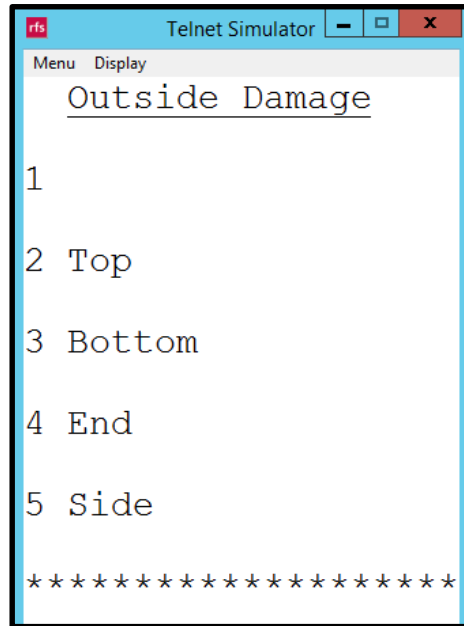 rfs Telnet Simulator x
Menu Display
Outside Damage
1
2 Top
3 Bottom
4 End
5 Side
********************